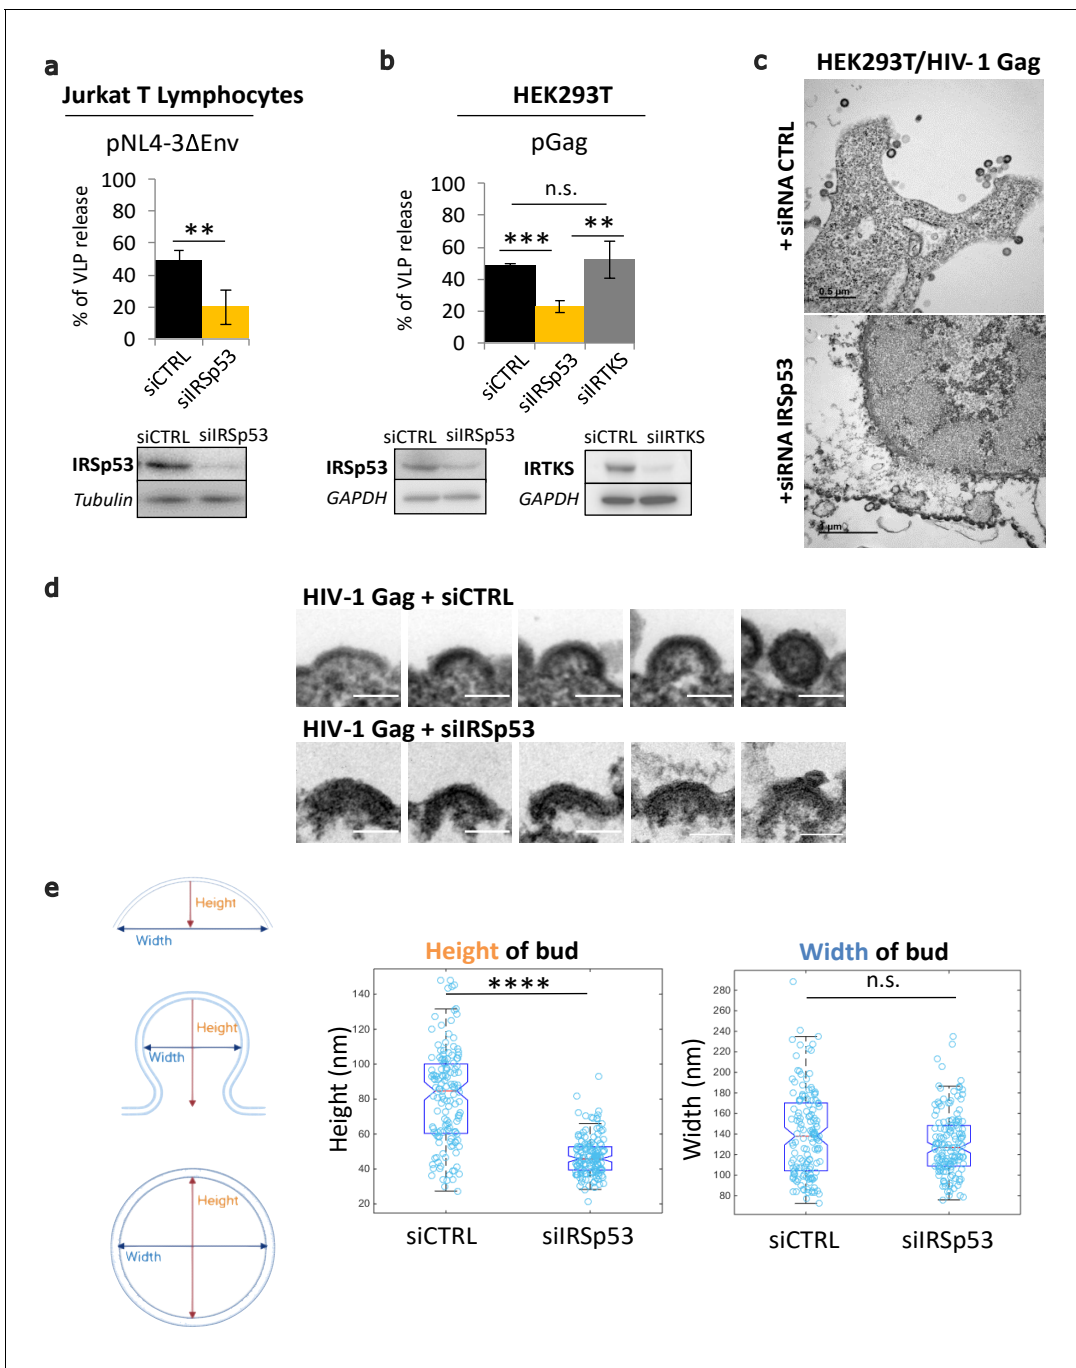 a
Jurkat T Lymphocytes
pNL4-3ΔEnv
% of VLP release
100
80
60
40
20
0
**
siCTRL
siIRSp53
siCTRL siIRSp53
IRSp53
Tubulin
b
HEK293T
pGag
% of VLP release
100
80
60
40
20
0
n.s.
*** **
siCTRL
siIRSp53
siIRTKS
siCTRL siIRSp53
IRSp53
GAPDH
siCTRL siIRTKS
IRTKS
GAPDH
c
HEK293T/HIV-1 Gag
+siRNA CTRL
0.5 µm
+siRNA IRSp53
1 µm
d
HIV-1 Gag + siCTRL
HIV-1 Gag + siIRSp53
e
Height
Width
Height
Width
Height
Width
Height of bud
Height (nm)
140
120
100
80
60
40
20
****
siCTRL
siIRSp53
Width of bud
Width (nm)
280
260
240
220
200
180
160
140
120
100
80
n.s.
siCTRL
siIRSp53